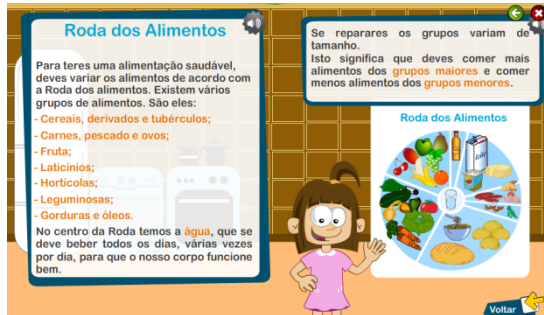 Roda dos Alimentos
Para teres uma alimentação saudável,
deves variar os alimentos de acordo com
a Roda dos alimentos. Existem vários
grupos de alimentos. São eles:
- Cereais, derivados e tubérculos;
- Carnes, pescado e ovos;
- Fruta;
- Laticínios;
- Hortícolas;
- Leguminosas;
- Gorduras e óleos.
No centro da Roda temos a água, que se
deve beber todos os dias, várias vezes
por dia, para que o nosso corpo funcione
bem.
Se reparares os grupos variam de
tamanho.
Isto significa que deves comer mais
alimentos dos grupos maiores e comer
menos alimentos dos grupos menores.
Roda dos Alimentos
Voltar